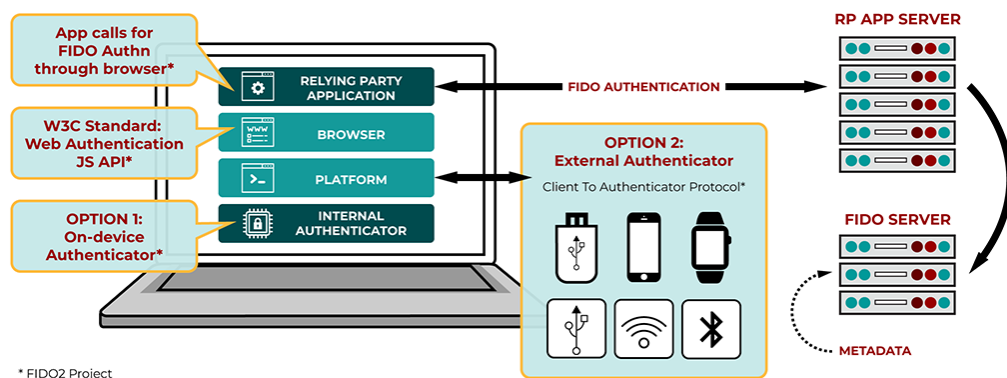 App calls for
FIDO Authn
through browser*
W3C Standard:
Web Authentication
JS API*
OPTION 1:
On-device
Authenticator*
RELYING PARTY
APPLICATION
WWW
BROWSER
PLATFORM
INTERNAL
AUTHENTICATOR
FIDO AUTHENTICATION
OPTION 2:
External Authenticator
Client To Authenticator Protocol*
RP APP SERVER
FIDO SERVER
METADATA
* FIDO2 Project